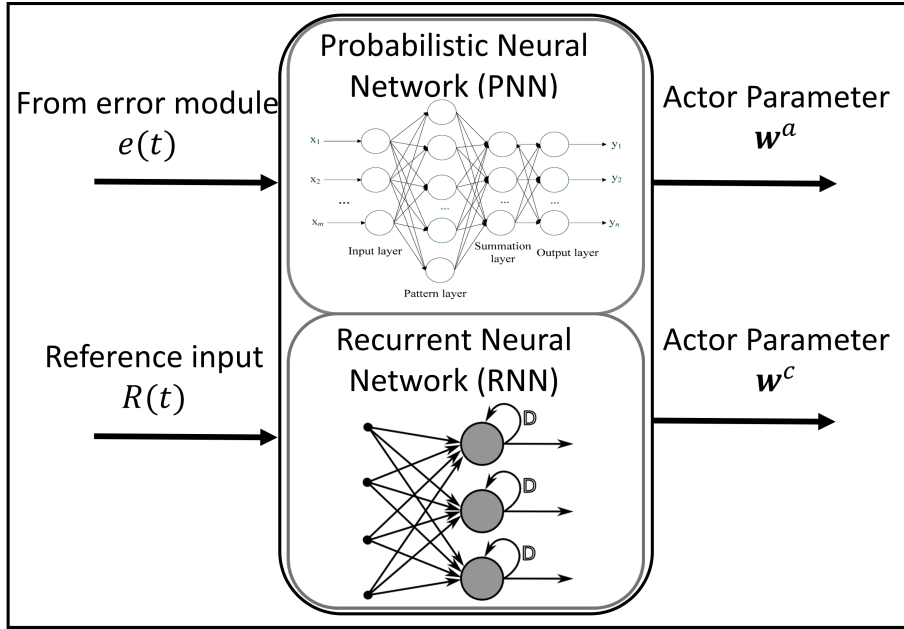 Probabilistic Neural
Network (PNN)
From error module
e(t)
Actor Parameter
w^a
x₁
x₂
...
xₘ
...
...
...
y₁
y₂
yₙ
Input layer
Pattern layer
Summation
layer
Output layer
Reference input
R(t)
Recurrent Neural
Network (RNN)
D
D
D
Actor Parameter
w^c